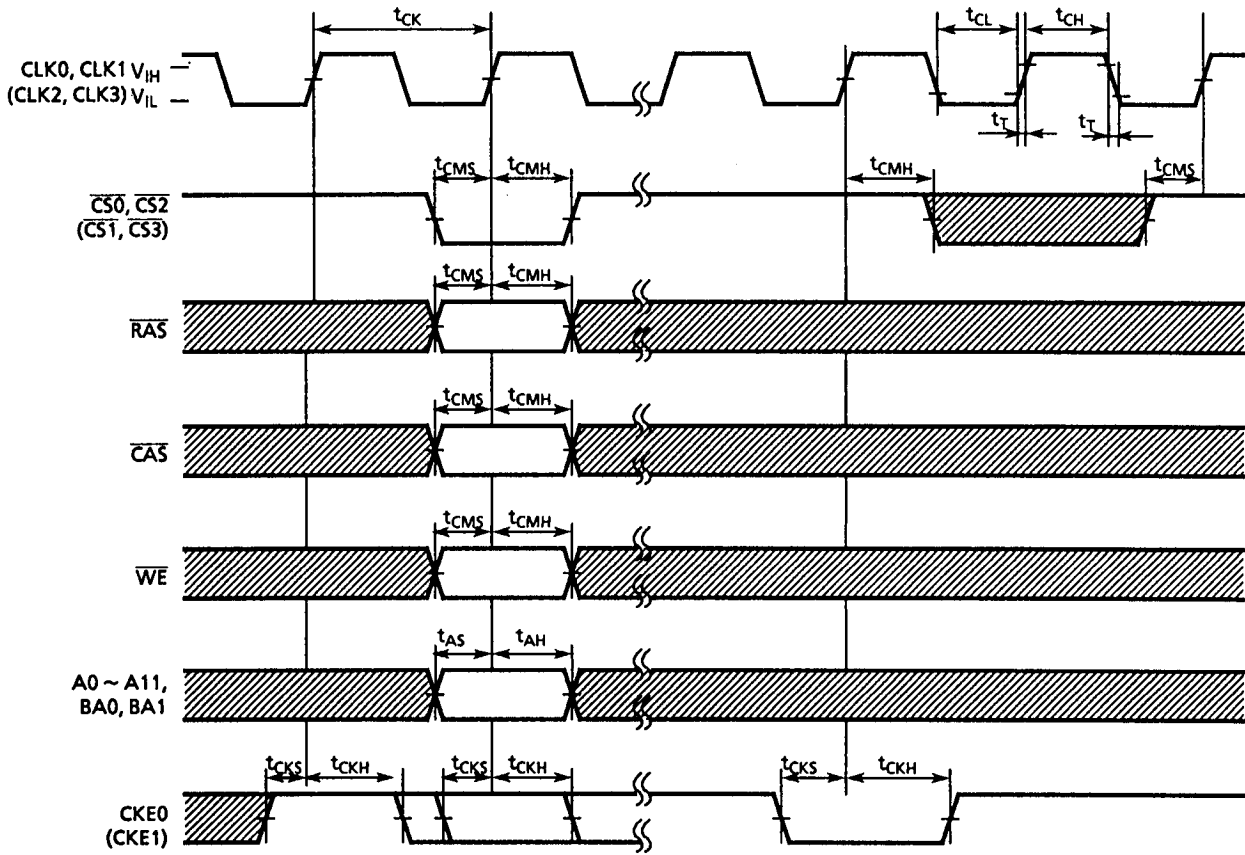 tCK
tCL
tCH
CLK0, CLK1 VIH
(CLK2, CLK3) VIL
tT
tT
tCMS
tCMH
tCMH
tCMS
CS0, CS2
(CS1, CS3)
tCMS
tCMH
RAS
tCMS
tCMH
CAS
tCMS
tCMH
WE
tAS
tAH
A0 ~ A11,
BA0, BA1
tCKS
tCKH
tCKS
tCKH
tCKS
tCKH
CKE0
(CKE1)